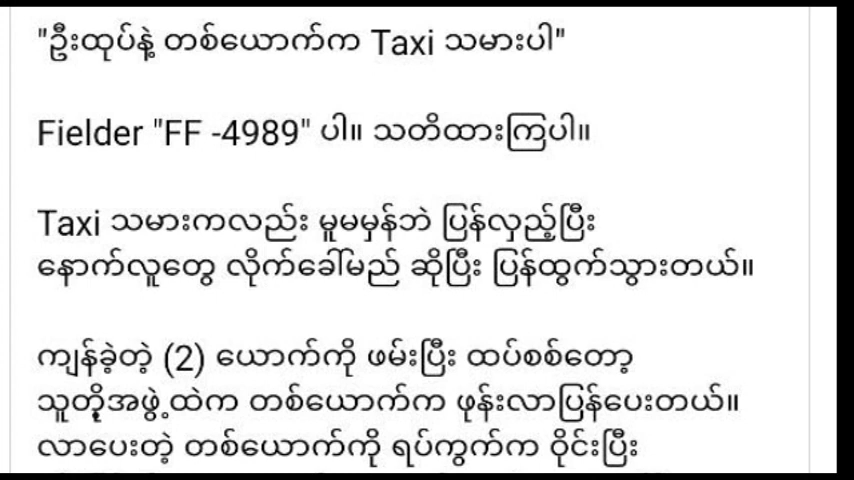 "ဦးထုပ်နဲ့ တစ်ယောက်က Taxi သမားပါ"
Fielder "FF -4989" ပါ။ သတိထားကြပါ။
Taxi သမားကလည်း မူမမှန်ဘဲ ပြန်လှည့်ပြီး
နောက်လူတွေ လိုက်ခေါ်မည် ဆိုပြီး ပြန်ထွက်သွားတယ်။
ကျန်ခဲ့တဲ့ (2) ယောက်ကို ဖမ်းပြီး ထပ်စစ်တော့
သူတို့အဖွဲ့ထဲက တစ်ယောက်က ဖုန်းလာပြန်ပေးတယ်။
လာပေးတဲ့ တစ်ယောက်ကို ရပ်ကွက်က ဝိုင်းပြီး